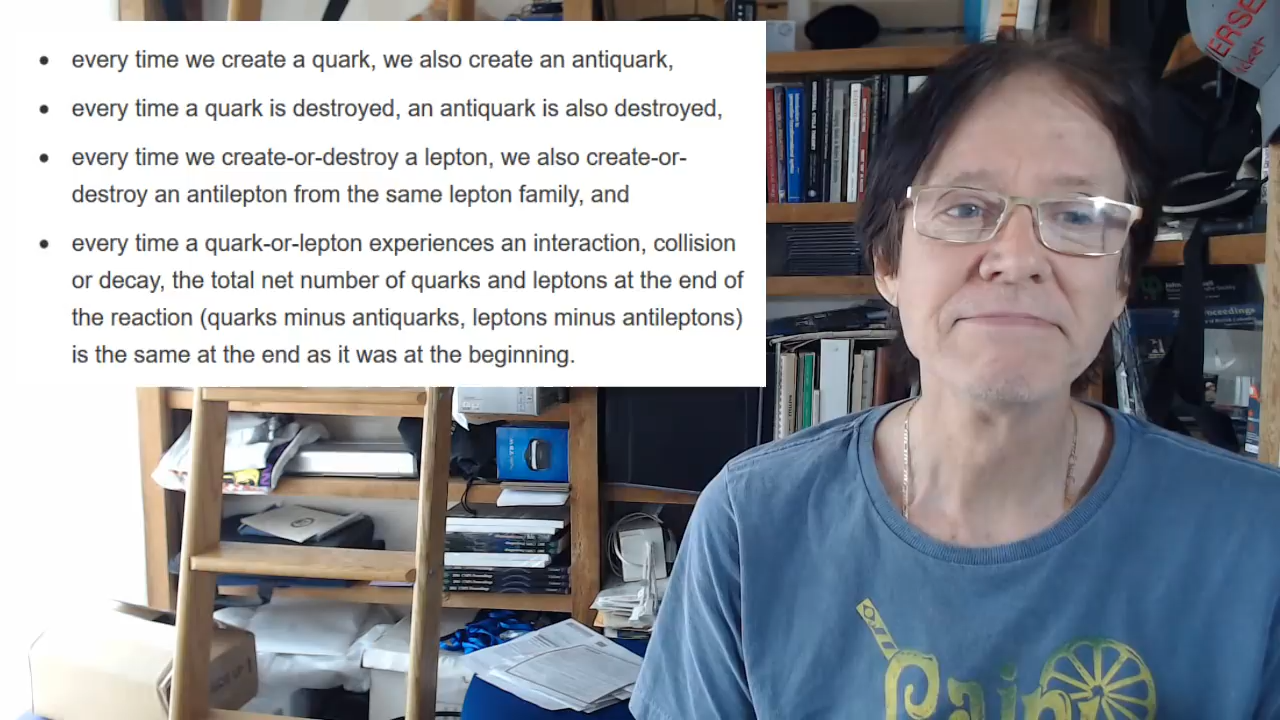 • every time we create a quark, we also create an antiquark,
• every time a quark is destroyed, an antiquark is also destroyed,
• every time we create-or-destroy a lepton, we also create-or-
destroy an antilepton from the same lepton family, and
• every time a quark-or-lepton experiences an interaction, collision
or decay, the total net number of quarks and leptons at the end of
the reaction (quarks minus antiquarks, leptons minus antileptons)
is the same at the end as it was at the beginning.
ERSE
Proceedings